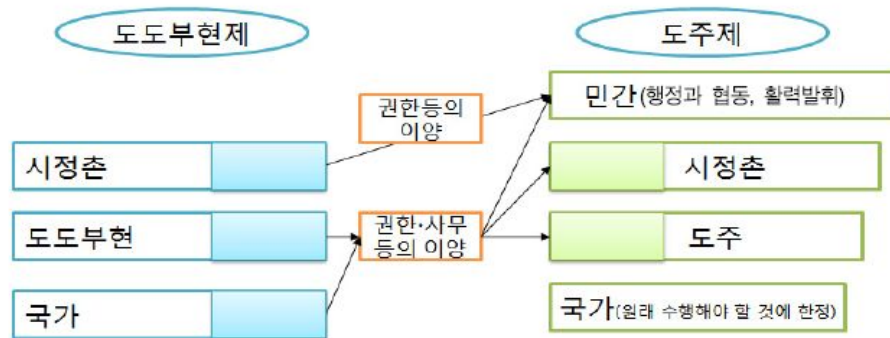 도도부현제
도주제
권한등의
이양
민간(행정과 협동, 활력발휘)
시정촌
시정촌
도도부현
권한·사무
등의 이양
도주
국가
국가(원래 수행해야 할 것에 한정)